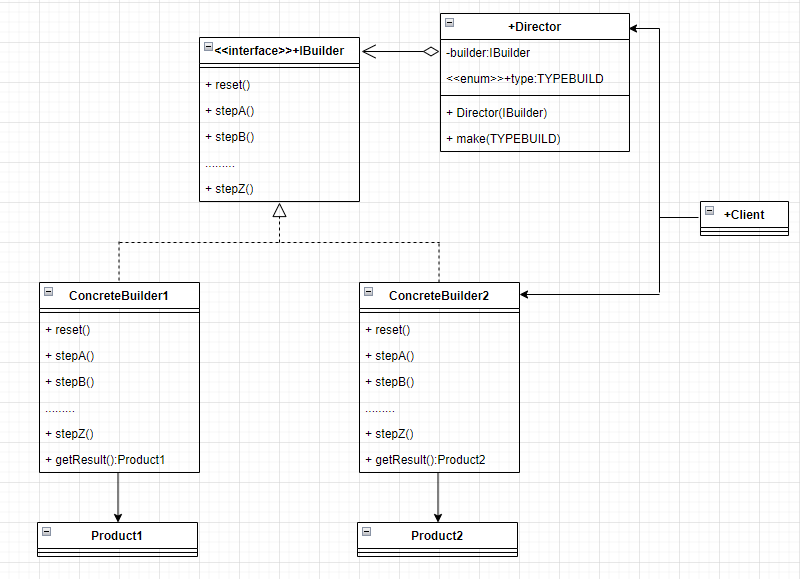 <<interface>>+IBuilder
+ reset()
+ stepA()
+ stepB()
.........
+ stepZ()
+Director
-builder:IBuilder
<<enum>>+type:TYPEBUILD
+ Director(IBuilder)
+ make(TYPEBUILD)
+Client
ConcreteBuilder1
+ reset()
+ stepA()
+ stepB()
.........
+ stepZ()
+ getResult():Product1
ConcreteBuilder2
+ reset()
+ stepA()
+ stepB()
.........
+ stepZ()
+ getResult():Product2
Product1
Product2